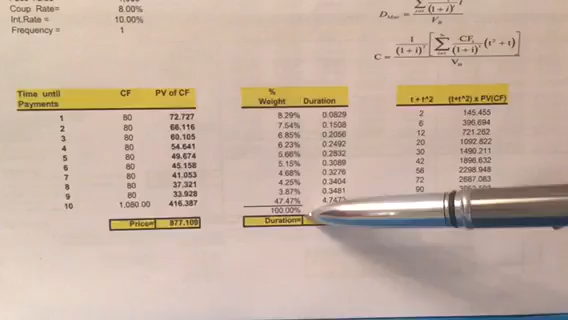 Coup Rate= 8.00%
Int.Rate = 10.00%
Frequency = 1
Time until Payments CF PV of CF % Weight Duration t + t^2 (t+t^2) x PV(CF)
1 80 72.727 8.29% 0.0829 2 145.455
2 80 66.116 7.54% 0.1508 6 396.694
3 80 60.105 6.85% 0.2056 12 721.262
4 80 54.641 6.23% 0.2492 20 1092.822
5 80 49.674 5.66% 0.2832 30 1490.211
6 80 45.158 5.15% 0.3089 42 1896.632
7 80 41.053 4.68% 0.3276 56 2298.948
8 80 37.321 4.25% 0.3404 72 2687.083
9 80 33.928 3.87% 0.3481 90
10 1,080.00 416.387 47.47%
100.00%
Price= 877.109 Duration=